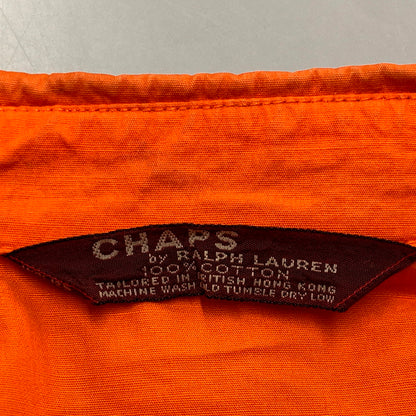 CHAPS
by RALPH LAUREN
100% COTTON
TAILORED IN BRITISH HONG KONG
MACHINE WASH TUMBLE DRY LOW